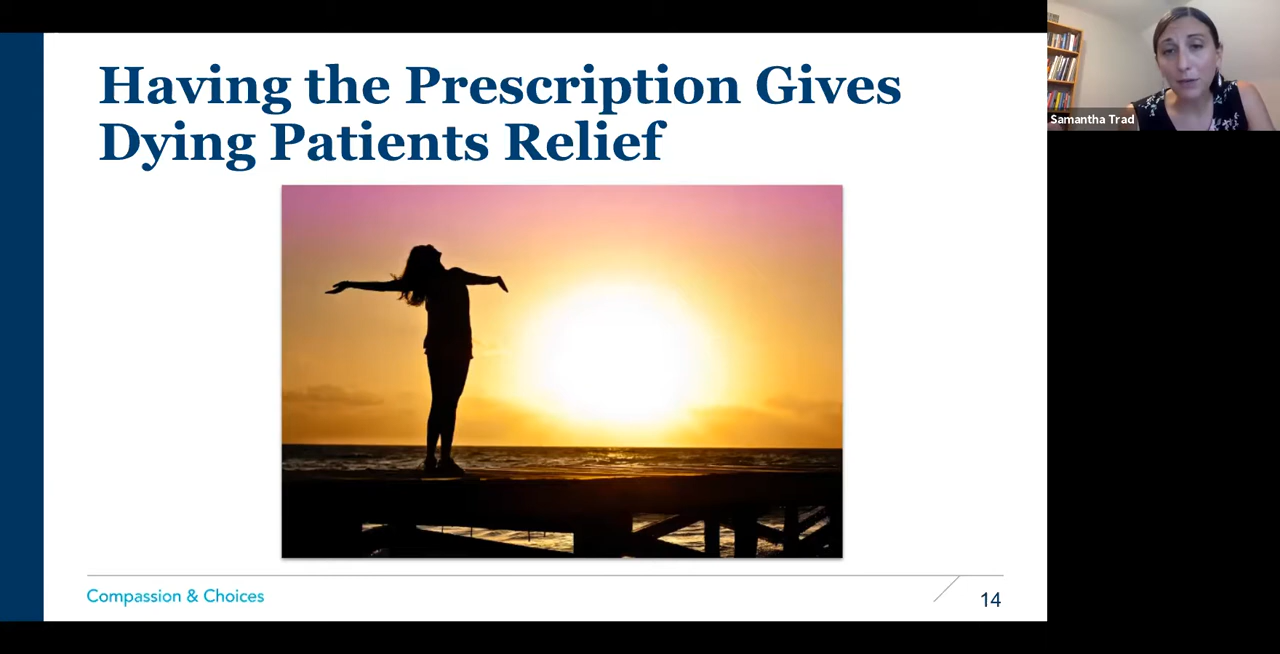 Having the Prescription Gives
Dying Patients Relief
Samantha Trad
Compassion & Choices
14